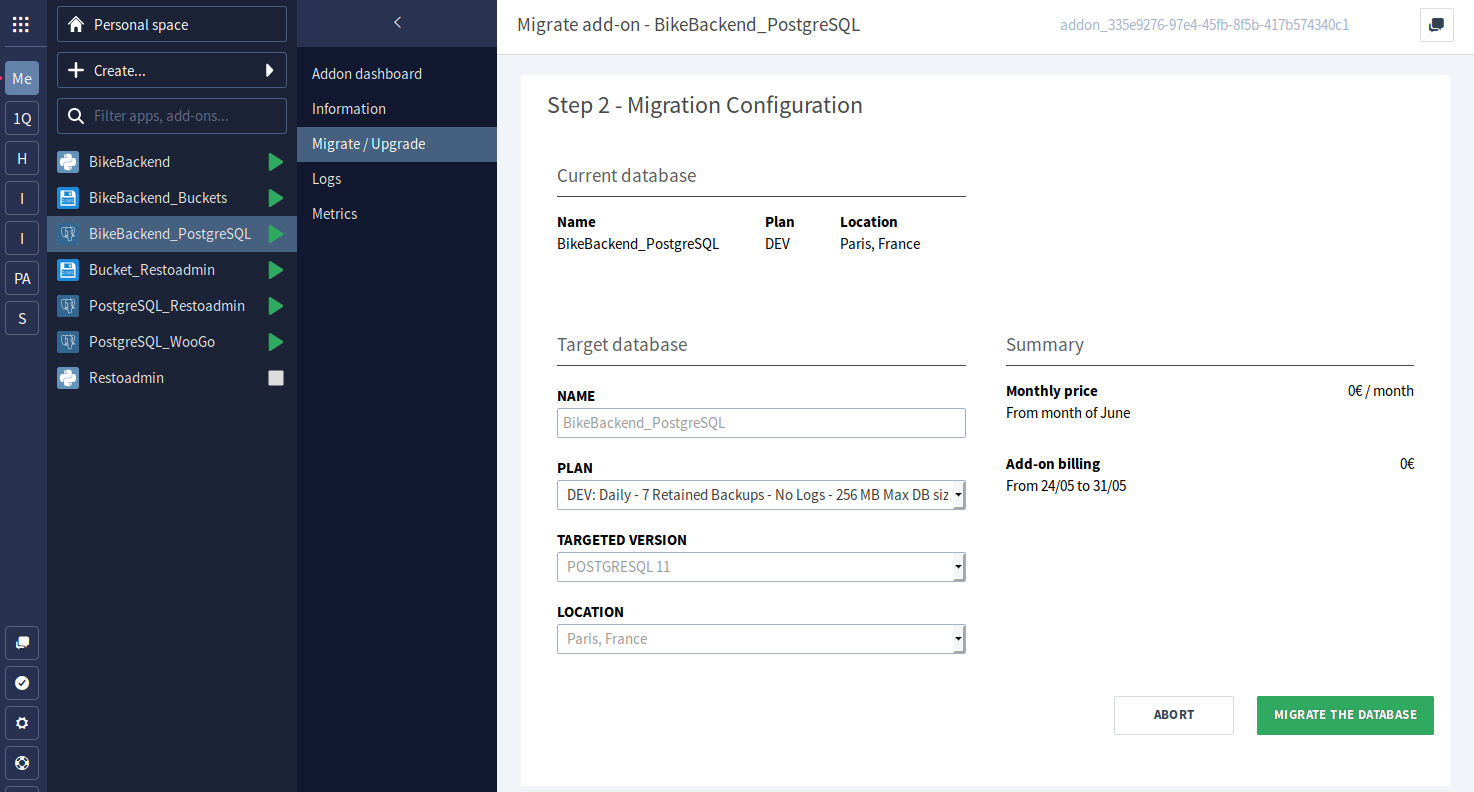 Me
1Q
H
I
I
PA
S
Personal space
Create...
Filter apps, add-ons...
BikeBackend
BikeBackend_Buckets
BikeBackend_PostgreSQL
Bucket_Restoadmin
PostgreSQL_Restoadmin
PostgreSQL_WooGo
Restoadmin
Addon dashboard
Information
Migrate / Upgrade
Logs
Metrics
Migrate add-on - BikeBackend_PostgreSQL
addon_335e9276-97e4-45fb-8f5b-417b574340c1
Step 2 - Migration Configuration
Current database
Name Plan Location
BikeBackend_PostgreSQL DEV Paris, France
Target database
NAME
BikeBackend_PostgreSQL
PLAN
DEV: Daily - 7 Retained Backups - No Logs - 256 MB Max DB siz
TARGETED VERSION
POSTGRESQL 11
LOCATION
Paris, France
Summary
Monthly price 0€ / month
From month of June
Add-on billing 0€
From 24/05 to 31/05
ABORT
MIGRATE THE DATABASE